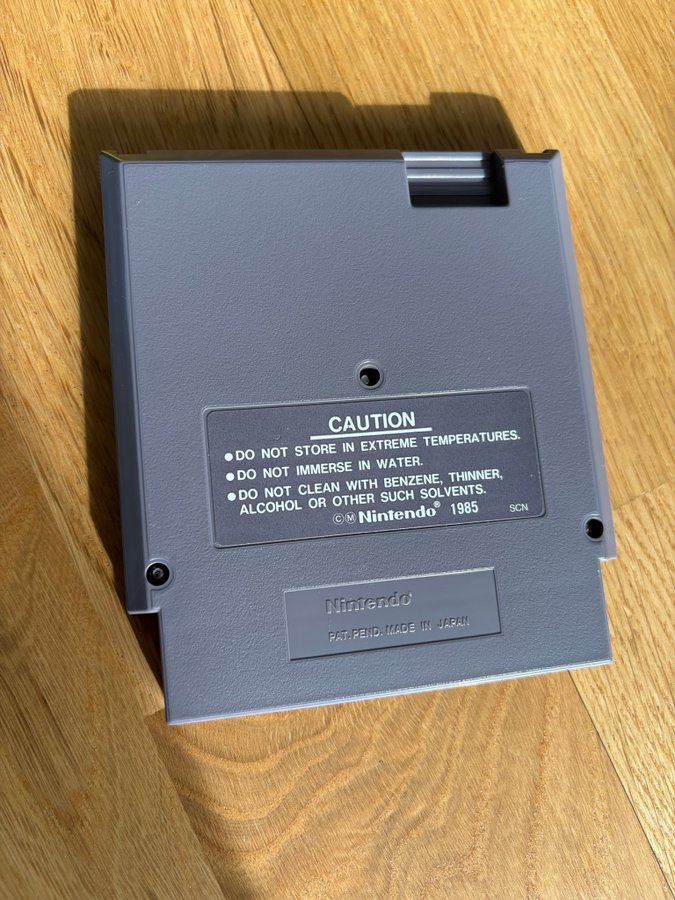 CAUTION
●DO NOT STORE IN EXTREME TEMPERATURES.
●DO NOT IMMERSE IN WATER.
●DO NOT CLEAN WITH BENZENE, THINNER,
ALCOHOL OR OTHER SUCH SOLVENTS.
ⒸⓂ Nintendo® 1985 SCN
Nintendo®
PAT. PEND. MADE IN JAPAN